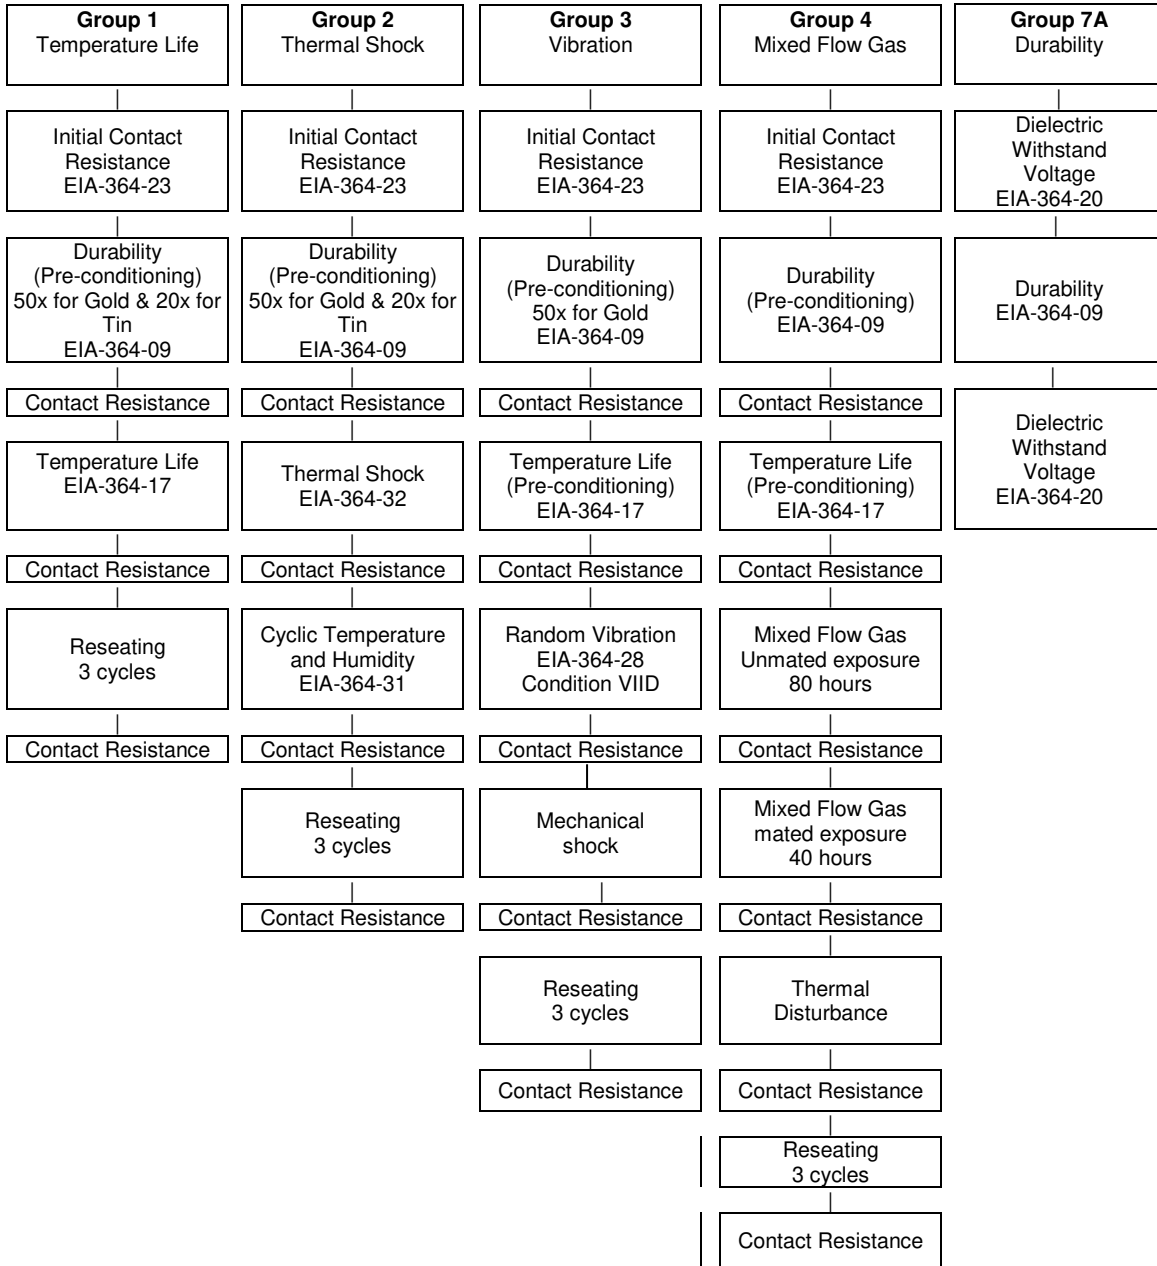 Group 1
Temperature Life
Initial Contact
Resistance
EIA-364-23
Durability
(Pre-conditioning)
50x for Gold & 20x for
Tin
EIA-364-09
Contact Resistance
Temperature Life
EIA-364-17
Contact Resistance
Reseating
3 cycles
Contact Resistance
Group 2
Thermal Shock
Initial Contact
Resistance
EIA-364-23
Durability
(Pre-conditioning)
50x for Gold & 20x for
Tin
EIA-364-09
Contact Resistance
Thermal Shock
EIA-364-32
Contact Resistance
Cyclic Temperature
and Humidity
EIA-364-31
Contact Resistance
Reseating
3 cycles
Contact Resistance
Group 3
Vibration
Initial Contact
Resistance
EIA-364-23
Durability
(Pre-conditioning)
50x for Gold
EIA-364-09
Contact Resistance
Temperature Life
(Pre-conditioning)
EIA-364-17
Contact Resistance
Random Vibration
EIA-364-28
Condition VIID
Contact Resistance
Mechanical
shock
Contact Resistance
Reseating
3 cycles
Contact Resistance
Group 4
Mixed Flow Gas
Initial Contact
Resistance
EIA-364-23
Durability
(Pre-conditioning)
EIA-364-09
Contact Resistance
Temperature Life
(Pre-conditioning)
EIA-364-17
Contact Resistance
Mixed Flow Gas
Unmated exposure
80 hours
Contact Resistance
Mixed Flow Gas
mated exposure
40 hours
Contact Resistance
Thermal
Disturbance
Contact Resistance
Reseating
3 cycles
Contact Resistance
Group 7A
Durability
Dielectric
Withstand
Voltage
EIA-364-20
Durability
EIA-364-09
Dielectric
Withstand
Voltage
EIA-364-20